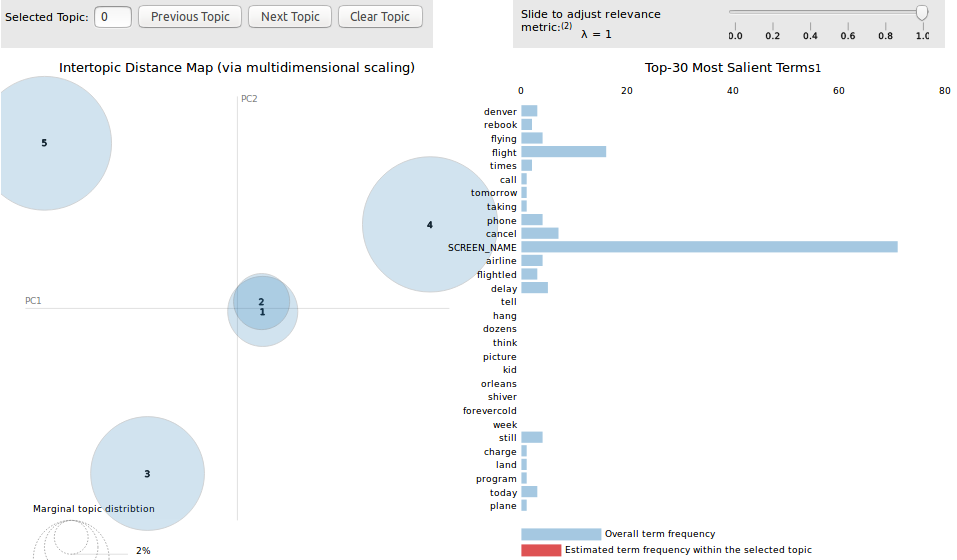 Selected Topic: 0 Previous Topic Next Topic Clear Topic
Slide to adjust relevance
metric:(2) λ = 1
0.0 0.2 0.4 0.6 0.8 1.0
Intertopic Distance Map (via multidimensional scaling)
PC2
PC1
5
4
2
1
3
Marginal topic distribtion
2%
Top-30 Most Salient Terms1
0 20 40 60 80
denver
rebook
flying
flight
times
call
tomorrow
taking
phone
cancel
SCREEN_NAME
airline
flightled
delay
tell
hang
dozens
think
picture
kid
orleans
shiver
forevercold
week
still
charge
land
program
today
plane
Overall term frequency
Estimated term frequency within the selected topic